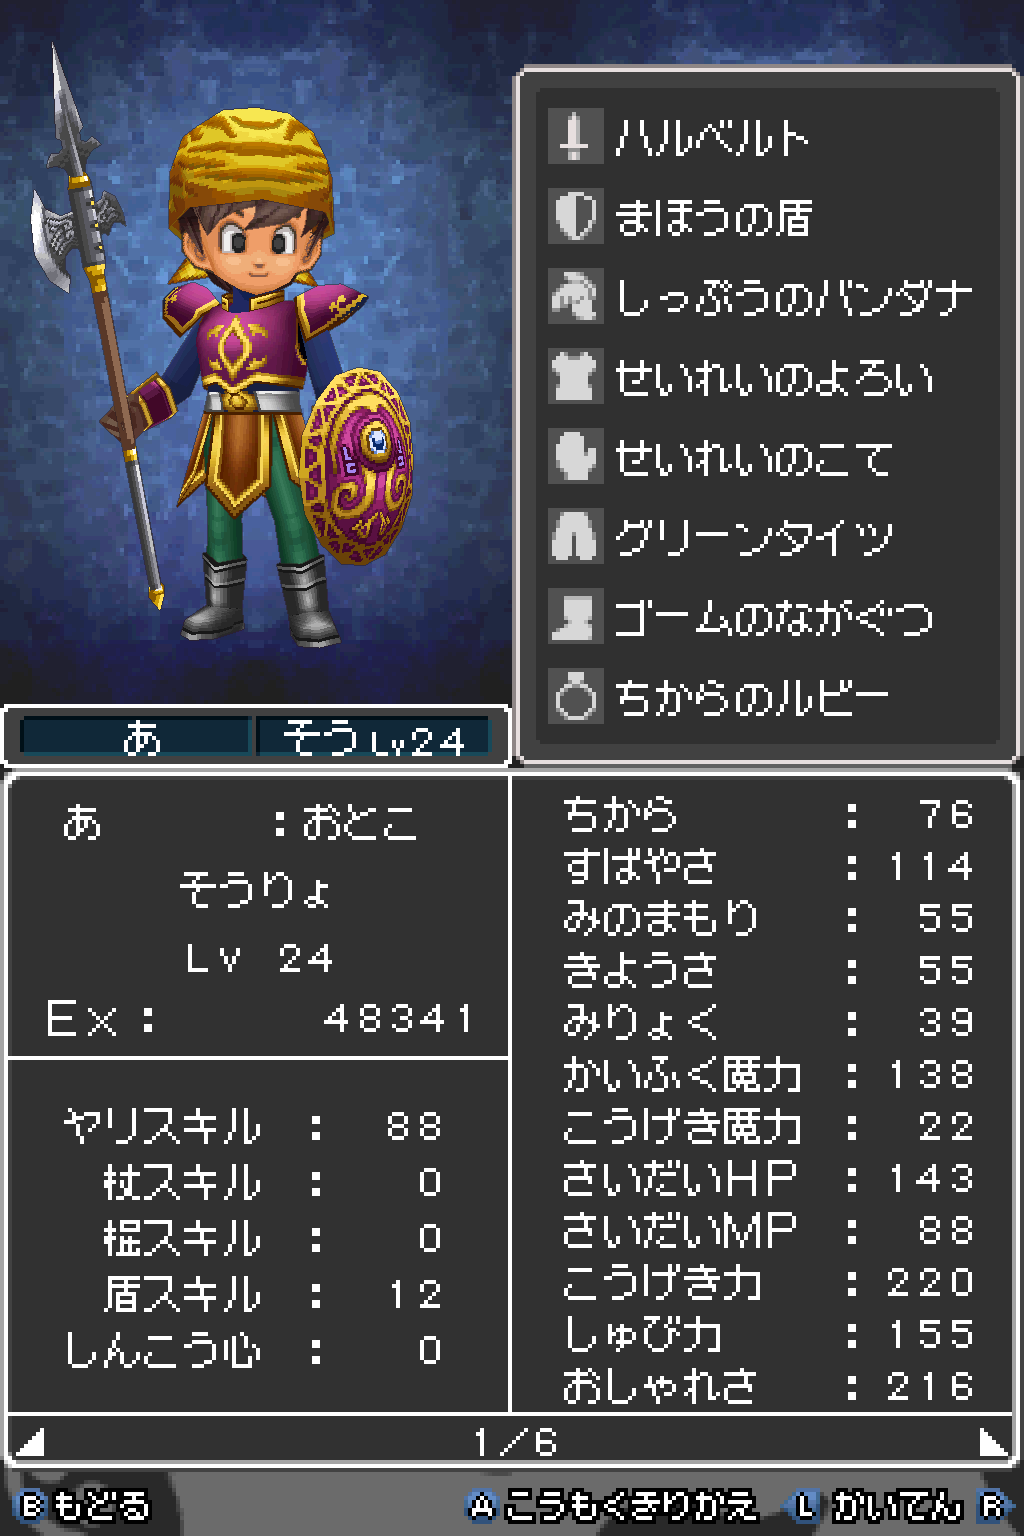 ハルベルト
まほうの盾
しっぷうのバンダナ
せいれいのよろい
せいれいのこて
グリーンタイツ
ゴームのながぐつ
ちからのルビー
あ そう Lv24
あ :おとこ
そうりょ
Lv 24
Ex: 48341
ヤリスキル : 88
杖スキル : 0
棍スキル : 0
盾スキル : 12
しんこう心 : 0
ちから : 76
すばやさ : 114
みのまもり : 55
きようさ : 55
みりょく : 39
かいふく魔力 : 138
こうげき魔力 : 22
さいだいHP : 143
さいだいMP : 88
こうげき力 : 220
しゅび力 : 155
おしゃれさ : 216
1/6
B もどる A こうもくきりかえ L かいてん R